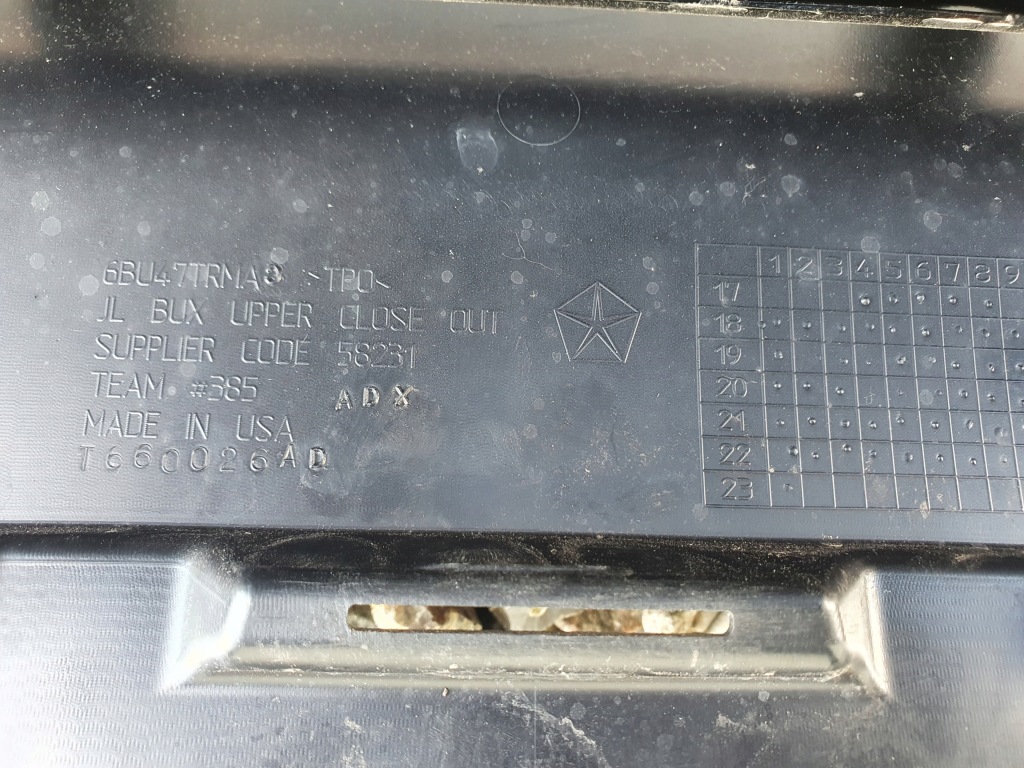 6BU47TRMA >TPO<
JL BUX UPPER CLOSE OUT
SUPPLIER CODE 58231
TEAM #385
ADX
MADE IN USA
T660026AD
1 2 3 4 5 6 7 8 9
17
18
19
20
21
22
23